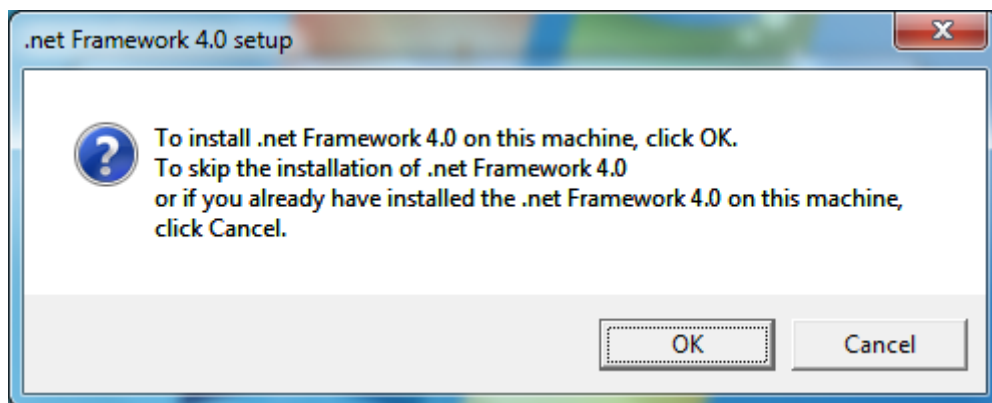 .net Framework 4.0 setup
To install .net Framework 4.0 on this machine, click OK.
To skip the installation of .net Framework 4.0
or if you already have installed the .net Framework 4.0 on this machine,
click Cancel.
OK
Cancel